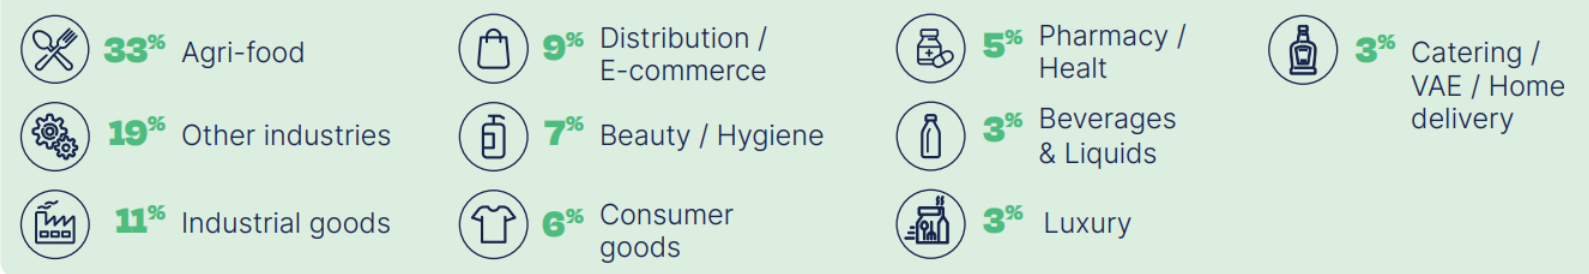 33% Agri-food
19% Other industries
11% Industrial goods
9% Distribution /
E-commerce
7% Beauty / Hygiene
6% Consumer
goods
5% Pharmacy /
Healt
3% Beverages
& Liquids
3% Luxury
3% Catering /
VAE / Home
delivery